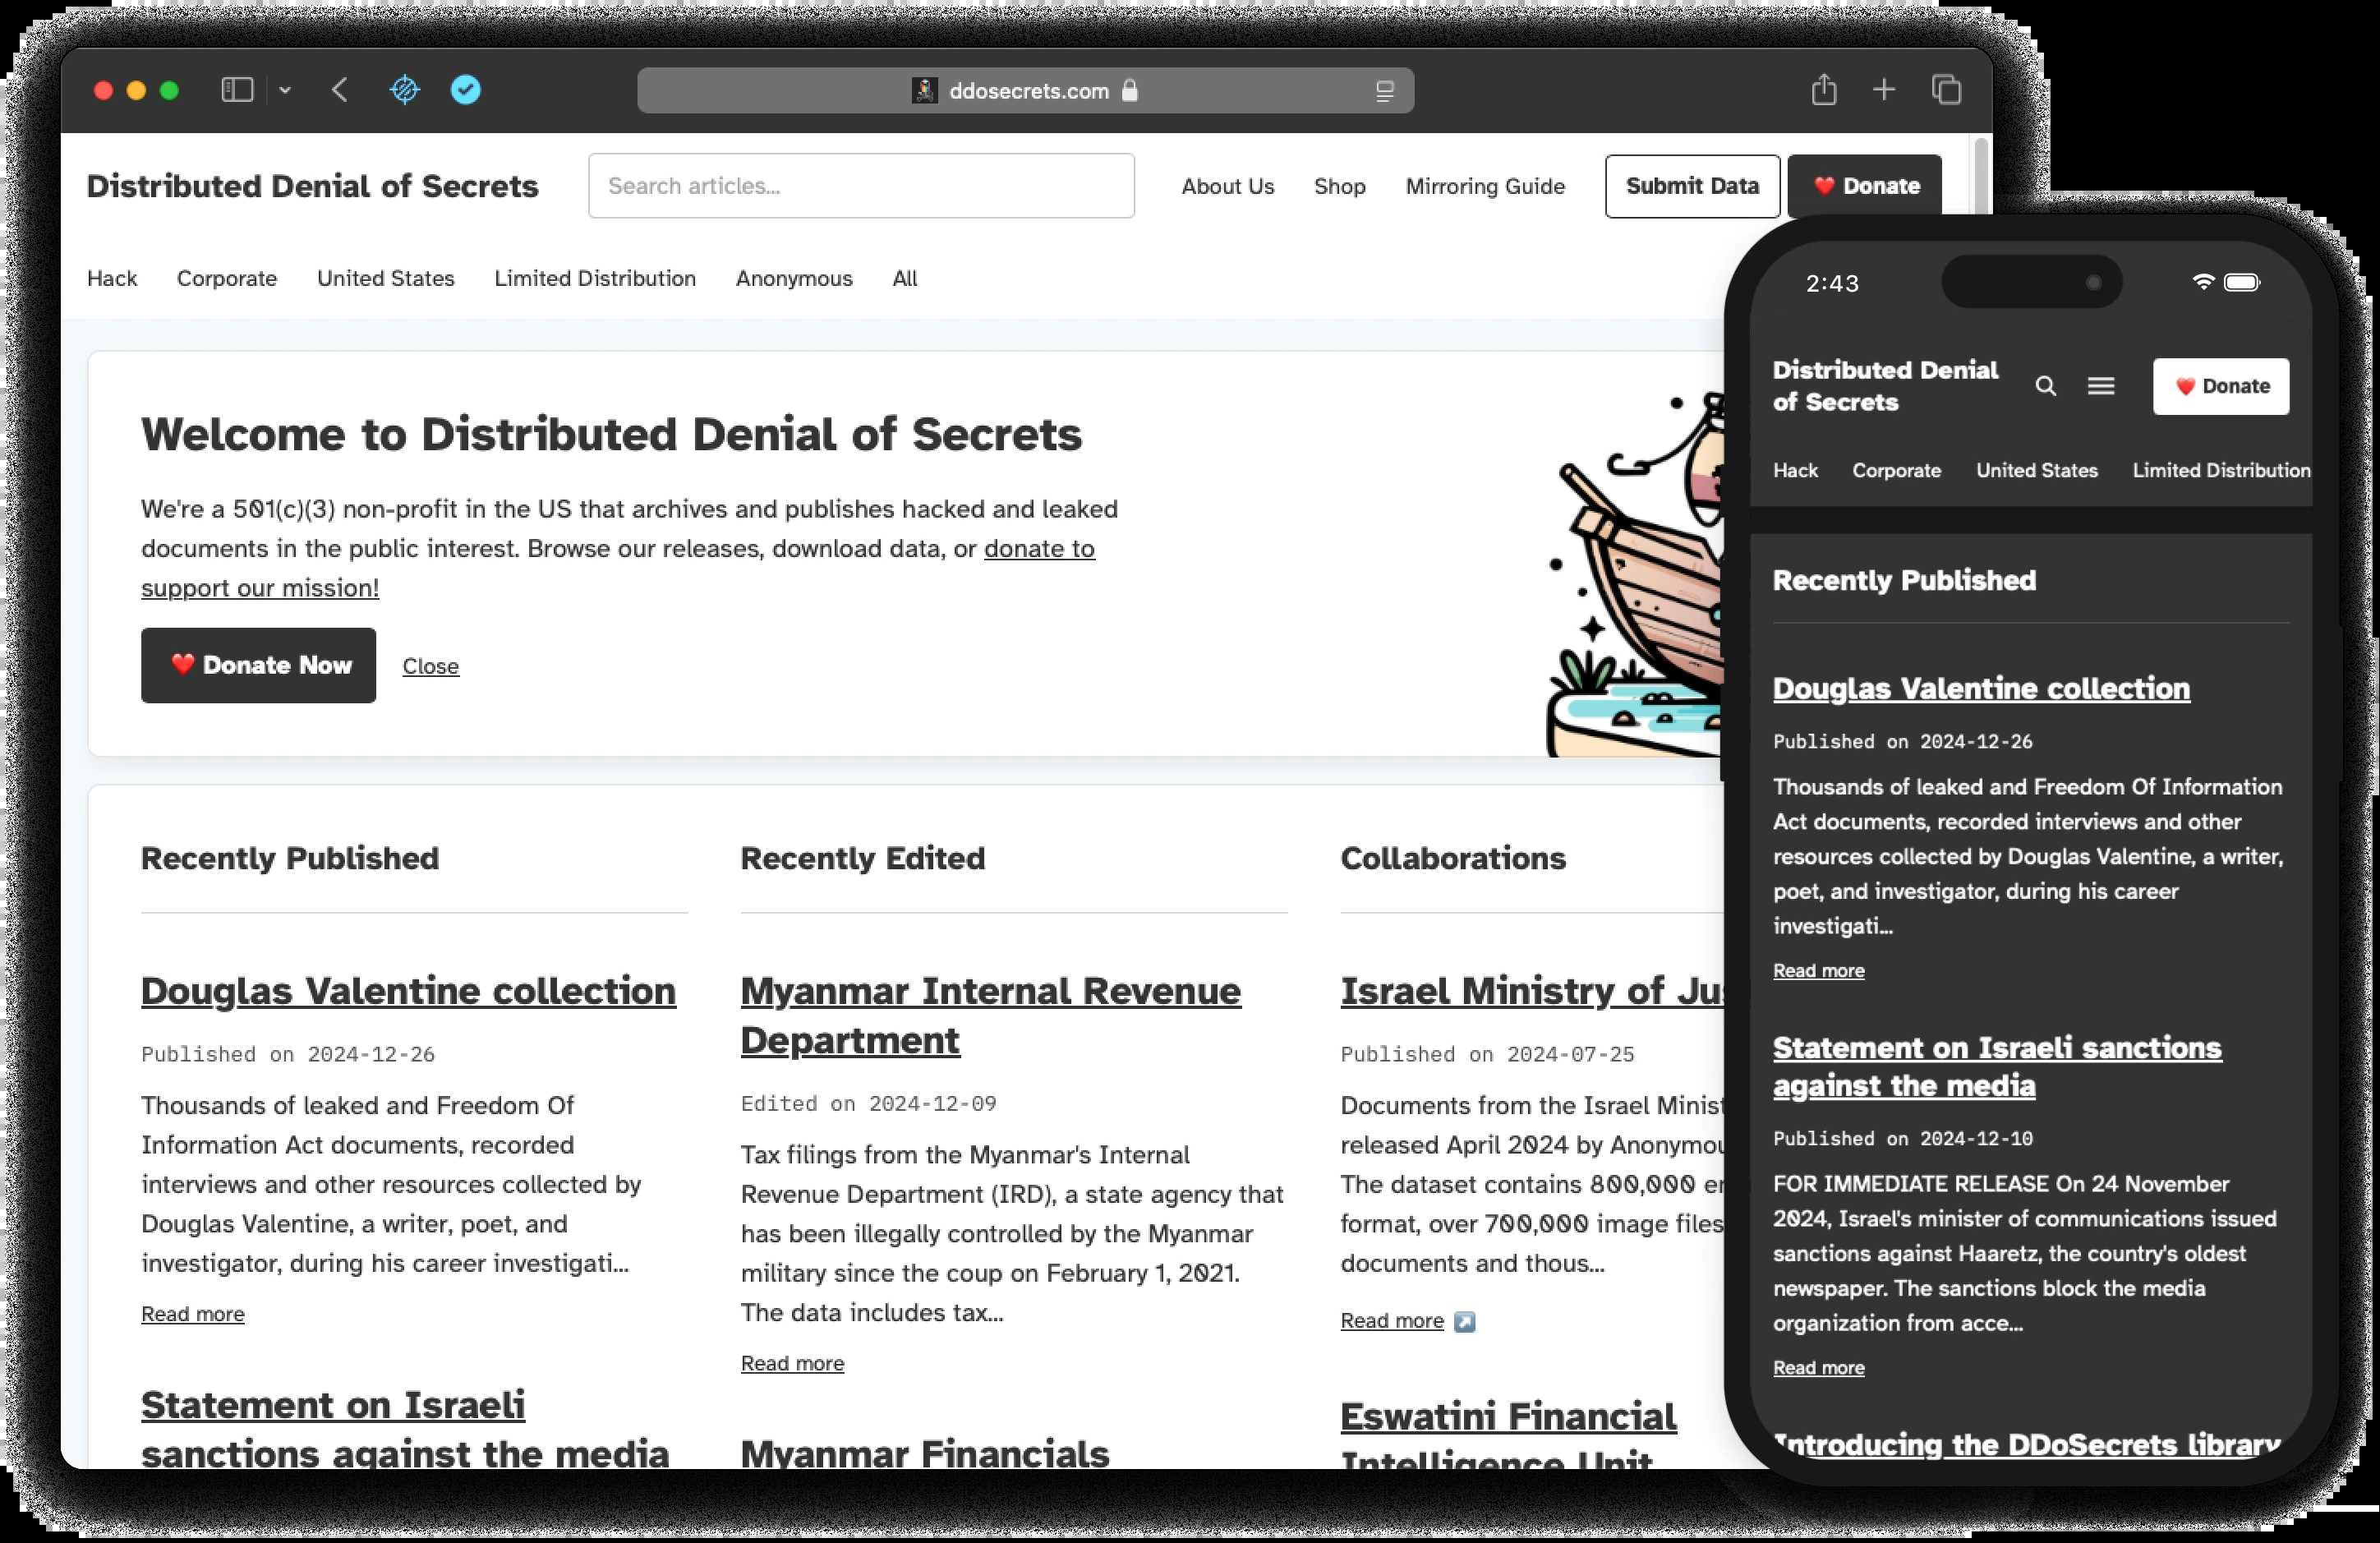 ddosecrets.com
Distributed Denial of Secrets
Search articles...
About Us
Shop
Mirroring Guide
Submit Data
Donate
Hack
Corporate
United States
Limited Distribution
Anonymous
All
Welcome to Distributed Denial of Secrets
We're a 501(c)(3) non-profit in the US that archives and publishes hacked and leaked
documents in the public interest. Browse our releases, download data, or donate to
support our mission!
Donate Now
Close
Recently Published
Douglas Valentine collection
Published on 2024-12-26
Thousands of leaked and Freedom Of
Information Act documents, recorded
interviews and other resources collected by
Douglas Valentine, a writer, poet, and
investigator, during his career investigati...
Read more
Statement on Israeli
sanctions against the media
Recently Edited
Myanmar Internal Revenue
Department
Edited on 2024-12-09
Tax filings from the Myanmar's Internal
Revenue Department (IRD), a state agency that
has been illegally controlled by the Myanmar
military since the coup on February 1, 2021.
The data includes tax...
Read more
Myanmar Financials
Collaborations
Israel Ministry of
Published on 2024-07-25
Documents from the Israel
released April 2024 by
The dataset contains 800,000
format, over 700,000 image files
documents and thous...
Read more
Eswatini Financial
Intelligence Unit
2:43
Distributed Denial
of Secrets
Donate
Hack
Corporate
United States
Limited Distribution
Recently Published
Douglas Valentine collection
Published on 2024-12-26
Thousands of leaked and Freedom Of Information
Act documents, recorded interviews and other
resources collected by Douglas Valentine, a writer,
poet, and investigator, during his career
investigati...
Read more
Statement on Israeli sanctions
against the media
Published on 2024-12-10
FOR IMMEDIATE RELEASE On 24 November
2024, Israel's minister of communications issued
sanctions against Haaretz, the country's oldest
newspaper. The sanctions block the media
organization from acce...
Read more
Introducing the DDoSecrets library